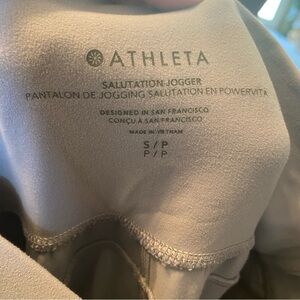 ATHLETA
SALUTATION JOGGER
PANTALON DE JOGGING SALUTATION EN POWERVITA
DESIGNED IN SAN FRANCISCO
CONÇU À SAN FRANCISCO
MADE IN VIETNAM
S/P
P/P